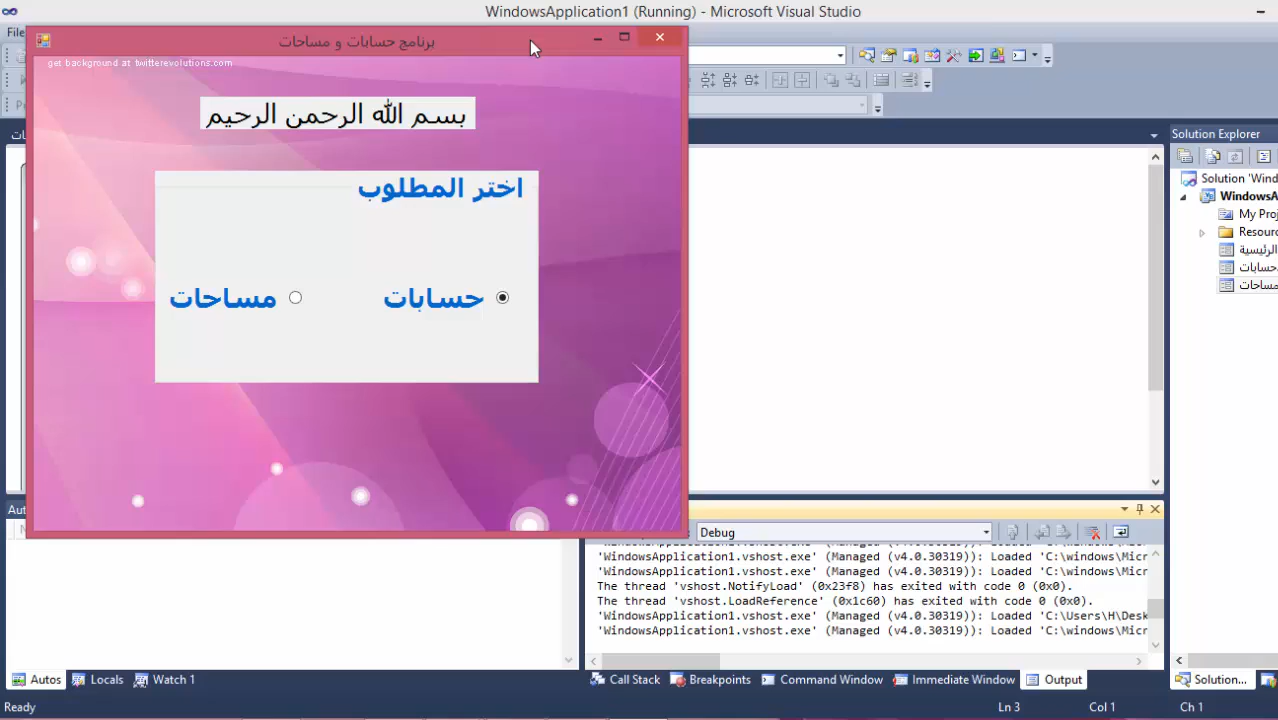 WindowsApplication1 (Running) - Microsoft Visual Studio
File
برنامج حسابات و مساحات
get background at twitterevolutions.com
بسم الله الرحمن الرحيم
اختر المطلوب
حسابات
مساحات
Solution Explorer
Solution 'Wind
WindowsA
My Proj
Resourc
الرئيسية
حسابات
مساحات
Aut
Debug
'WindowsApplication1.vshost.exe' (Managed (v4.0.30319)): Loaded 'C:\windows\Micr
'WindowsApplication1.vshost.exe' (Managed (v4.0.30319)): Loaded 'C:\windows\Micr
The thread 'vshost.NotifyLoad' (0x23f8) has exited with code 0 (0x0).
The thread 'vshost.LoadReference' (0x1c60) has exited with code 0 (0x0).
'WindowsApplication1.vshost.exe' (Managed (v4.0.30319)): Loaded 'C:\Users\H\Desk
'WindowsApplication1.vshost.exe' (Managed (v4.0.30319)): Loaded 'C:\windows\Micr
Autos Locals Watch 1
Call Stack Breakpoints Command Window Immediate Window Output
Solution...
Ready Ln 3 Col 1 Ch 1